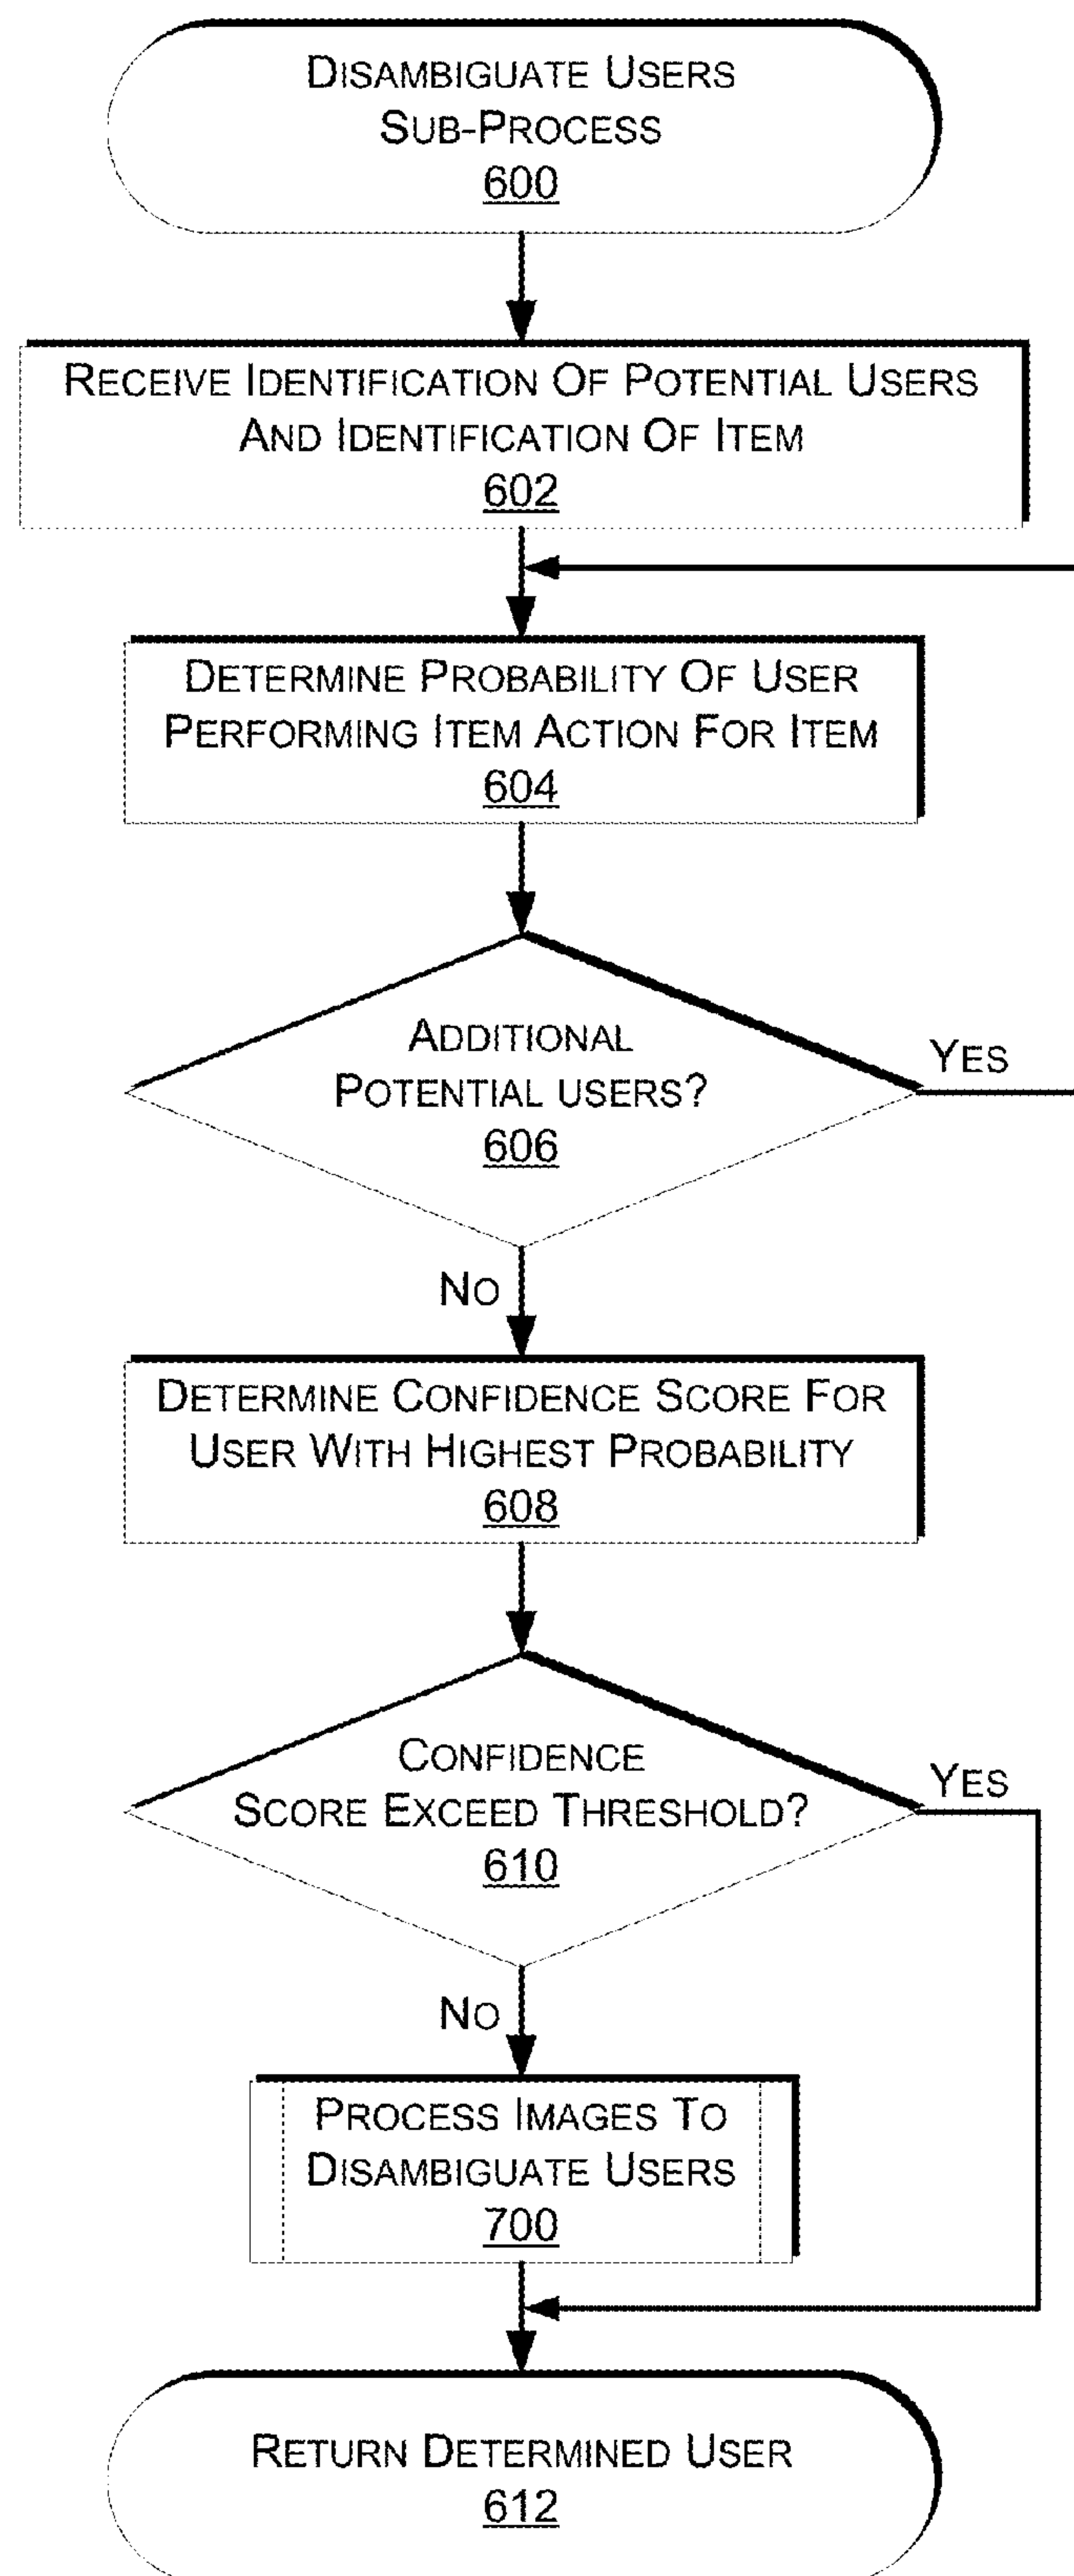 DISAMBIGUATE USERS
SUB-PROCESS
600
RECEIVE IDENTIFICATION OF POTENTIAL USERS
AND IDENTIFICATION OF ITEM
602
DETERMINE PROBABILITY OF USER
PERFORMING ITEM ACTION FOR ITEM
604
ADDITIONAL
POTENTIAL USERS?
606
YES
NO
DETERMINE CONFIDENCE SCORE FOR
USER WITH HIGHEST PROBABILITY
608
CONFIDENCE
SCORE EXCEED THRESHOLD?
610
YES
NO
PROCESS IMAGES TO
DISAMBIGUATE USERS
700
RETURN DETERMINED USER
612